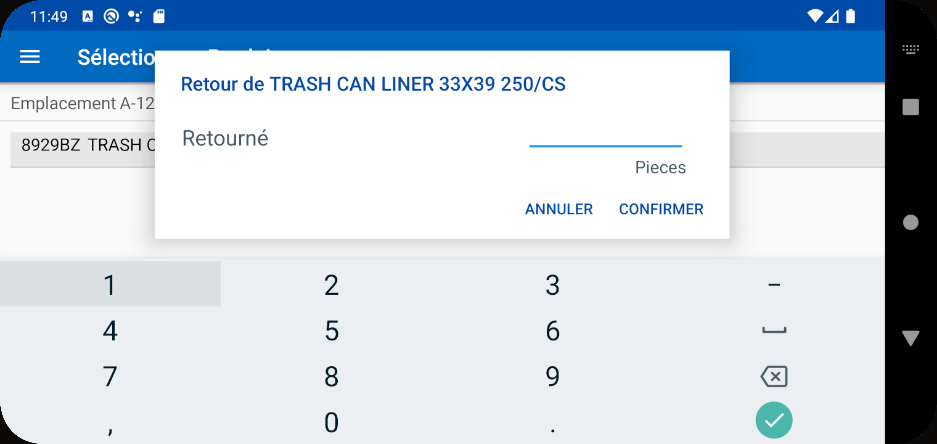 11:49
Sélectio
Retour de TRASH CAN LINER 33X39 250/CS
Emplacement A-12
Retourné
8929BZ TRASH C
Pieces
ANNULER CONFIRMER
1 2 3 -
4 5 6
7 8 9
, 0 .